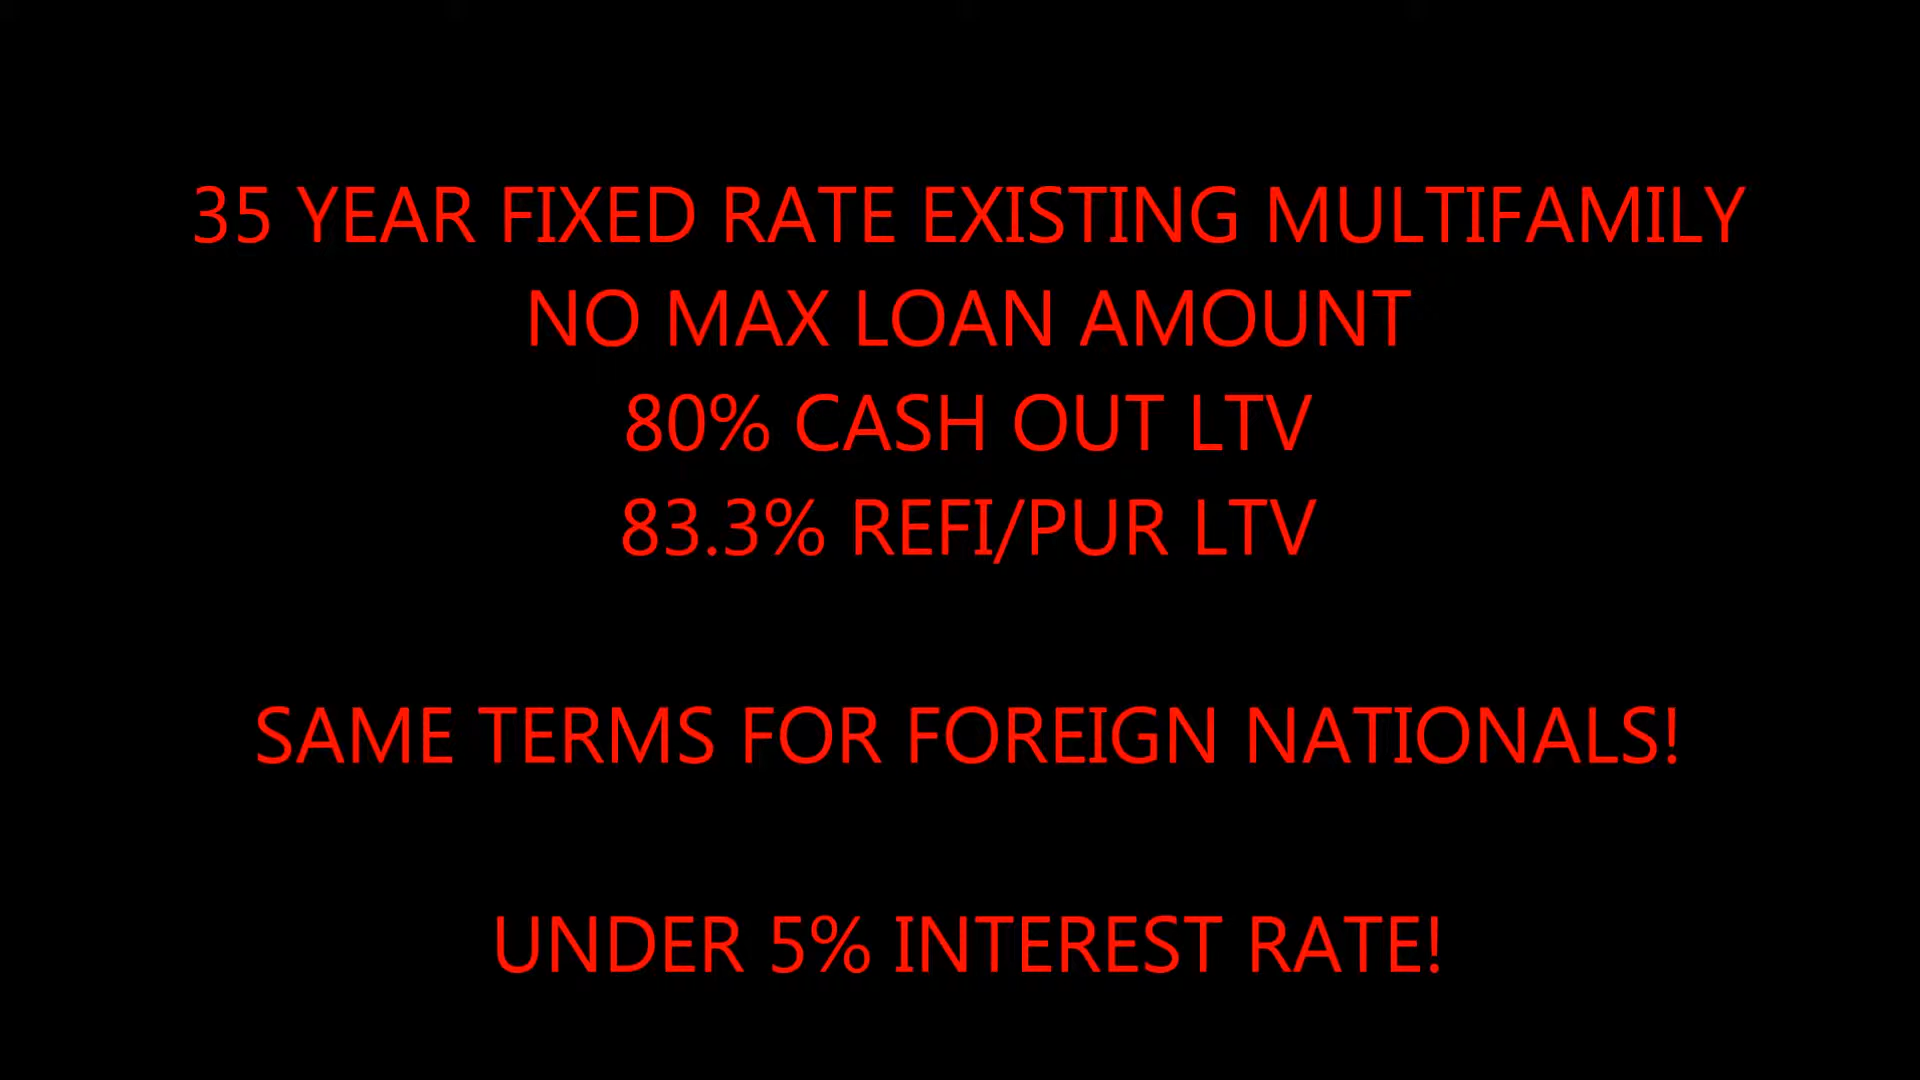 35 YEAR FIXED RATE EXISTING MULTIFAMILY
NO MAX LOAN AMOUNT
80% CASH OUT LTV
83.3% REFI/PUR LTV
SAME TERMS FOR FOREIGN NATIONALS!
UNDER 5% INTEREST RATE!